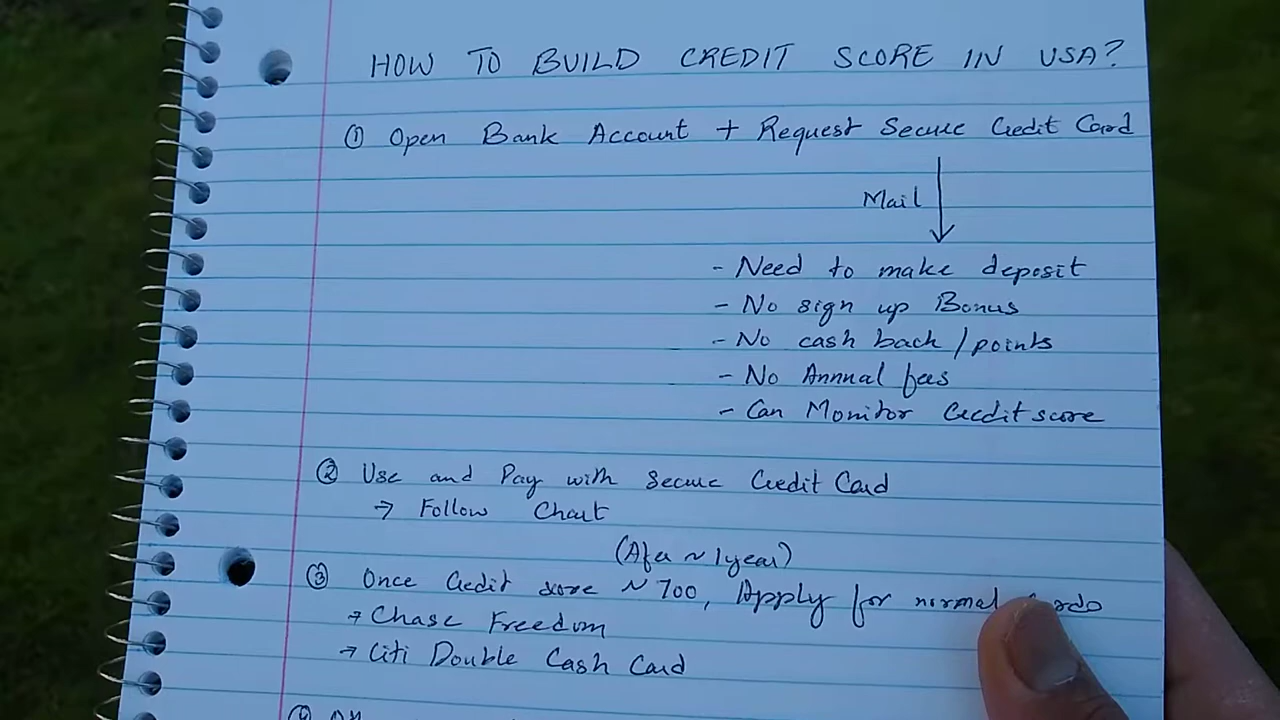 HOW TO BUILD CREDIT SCORE IN USA?
① Open Bank Account + Request Secure Credit Card
Mail
- Need to make deposit
- No sign up Bonus
- No cash back/points
- No Annual fees
- Can Monitor Credit score
② Use and Pay with Secure Credit Card
→ Follow Chart
(After ~ 1 year)
③ Once Credit score ~ 700, Apply for normal
→ Chase Freedom
→ Citi Double Cash Card
④